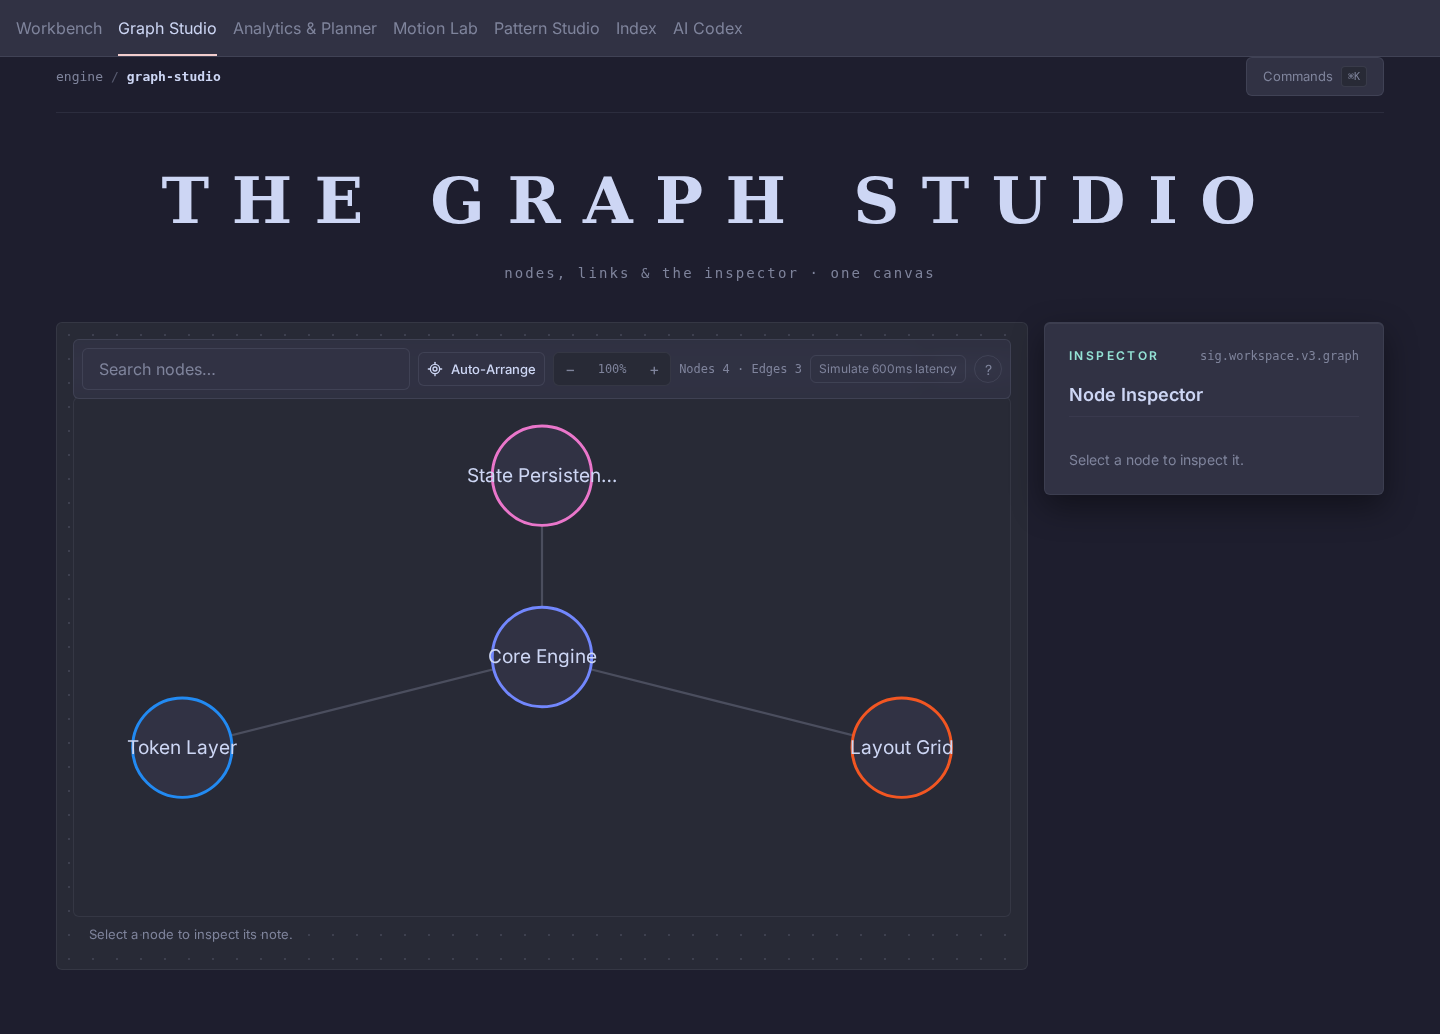 Workbench Graph Studio Analytics & Planner Motion Lab Pattern Studio Index AI Codex
engine / graph-studio
Commands ⌘K
THE GRAPH STUDIO
nodes, links & the inspector · one canvas
Search nodes...
Auto-Arrange
− 100% +
Nodes 4 · Edges 3
Simulate 600ms latency
?
State Persisten...
Core Engine
Token Layer
Layout Grid
Select a node to inspect its note.
INSPECTOR sig.workspace.v3.graph
Node Inspector
Select a node to inspect it.